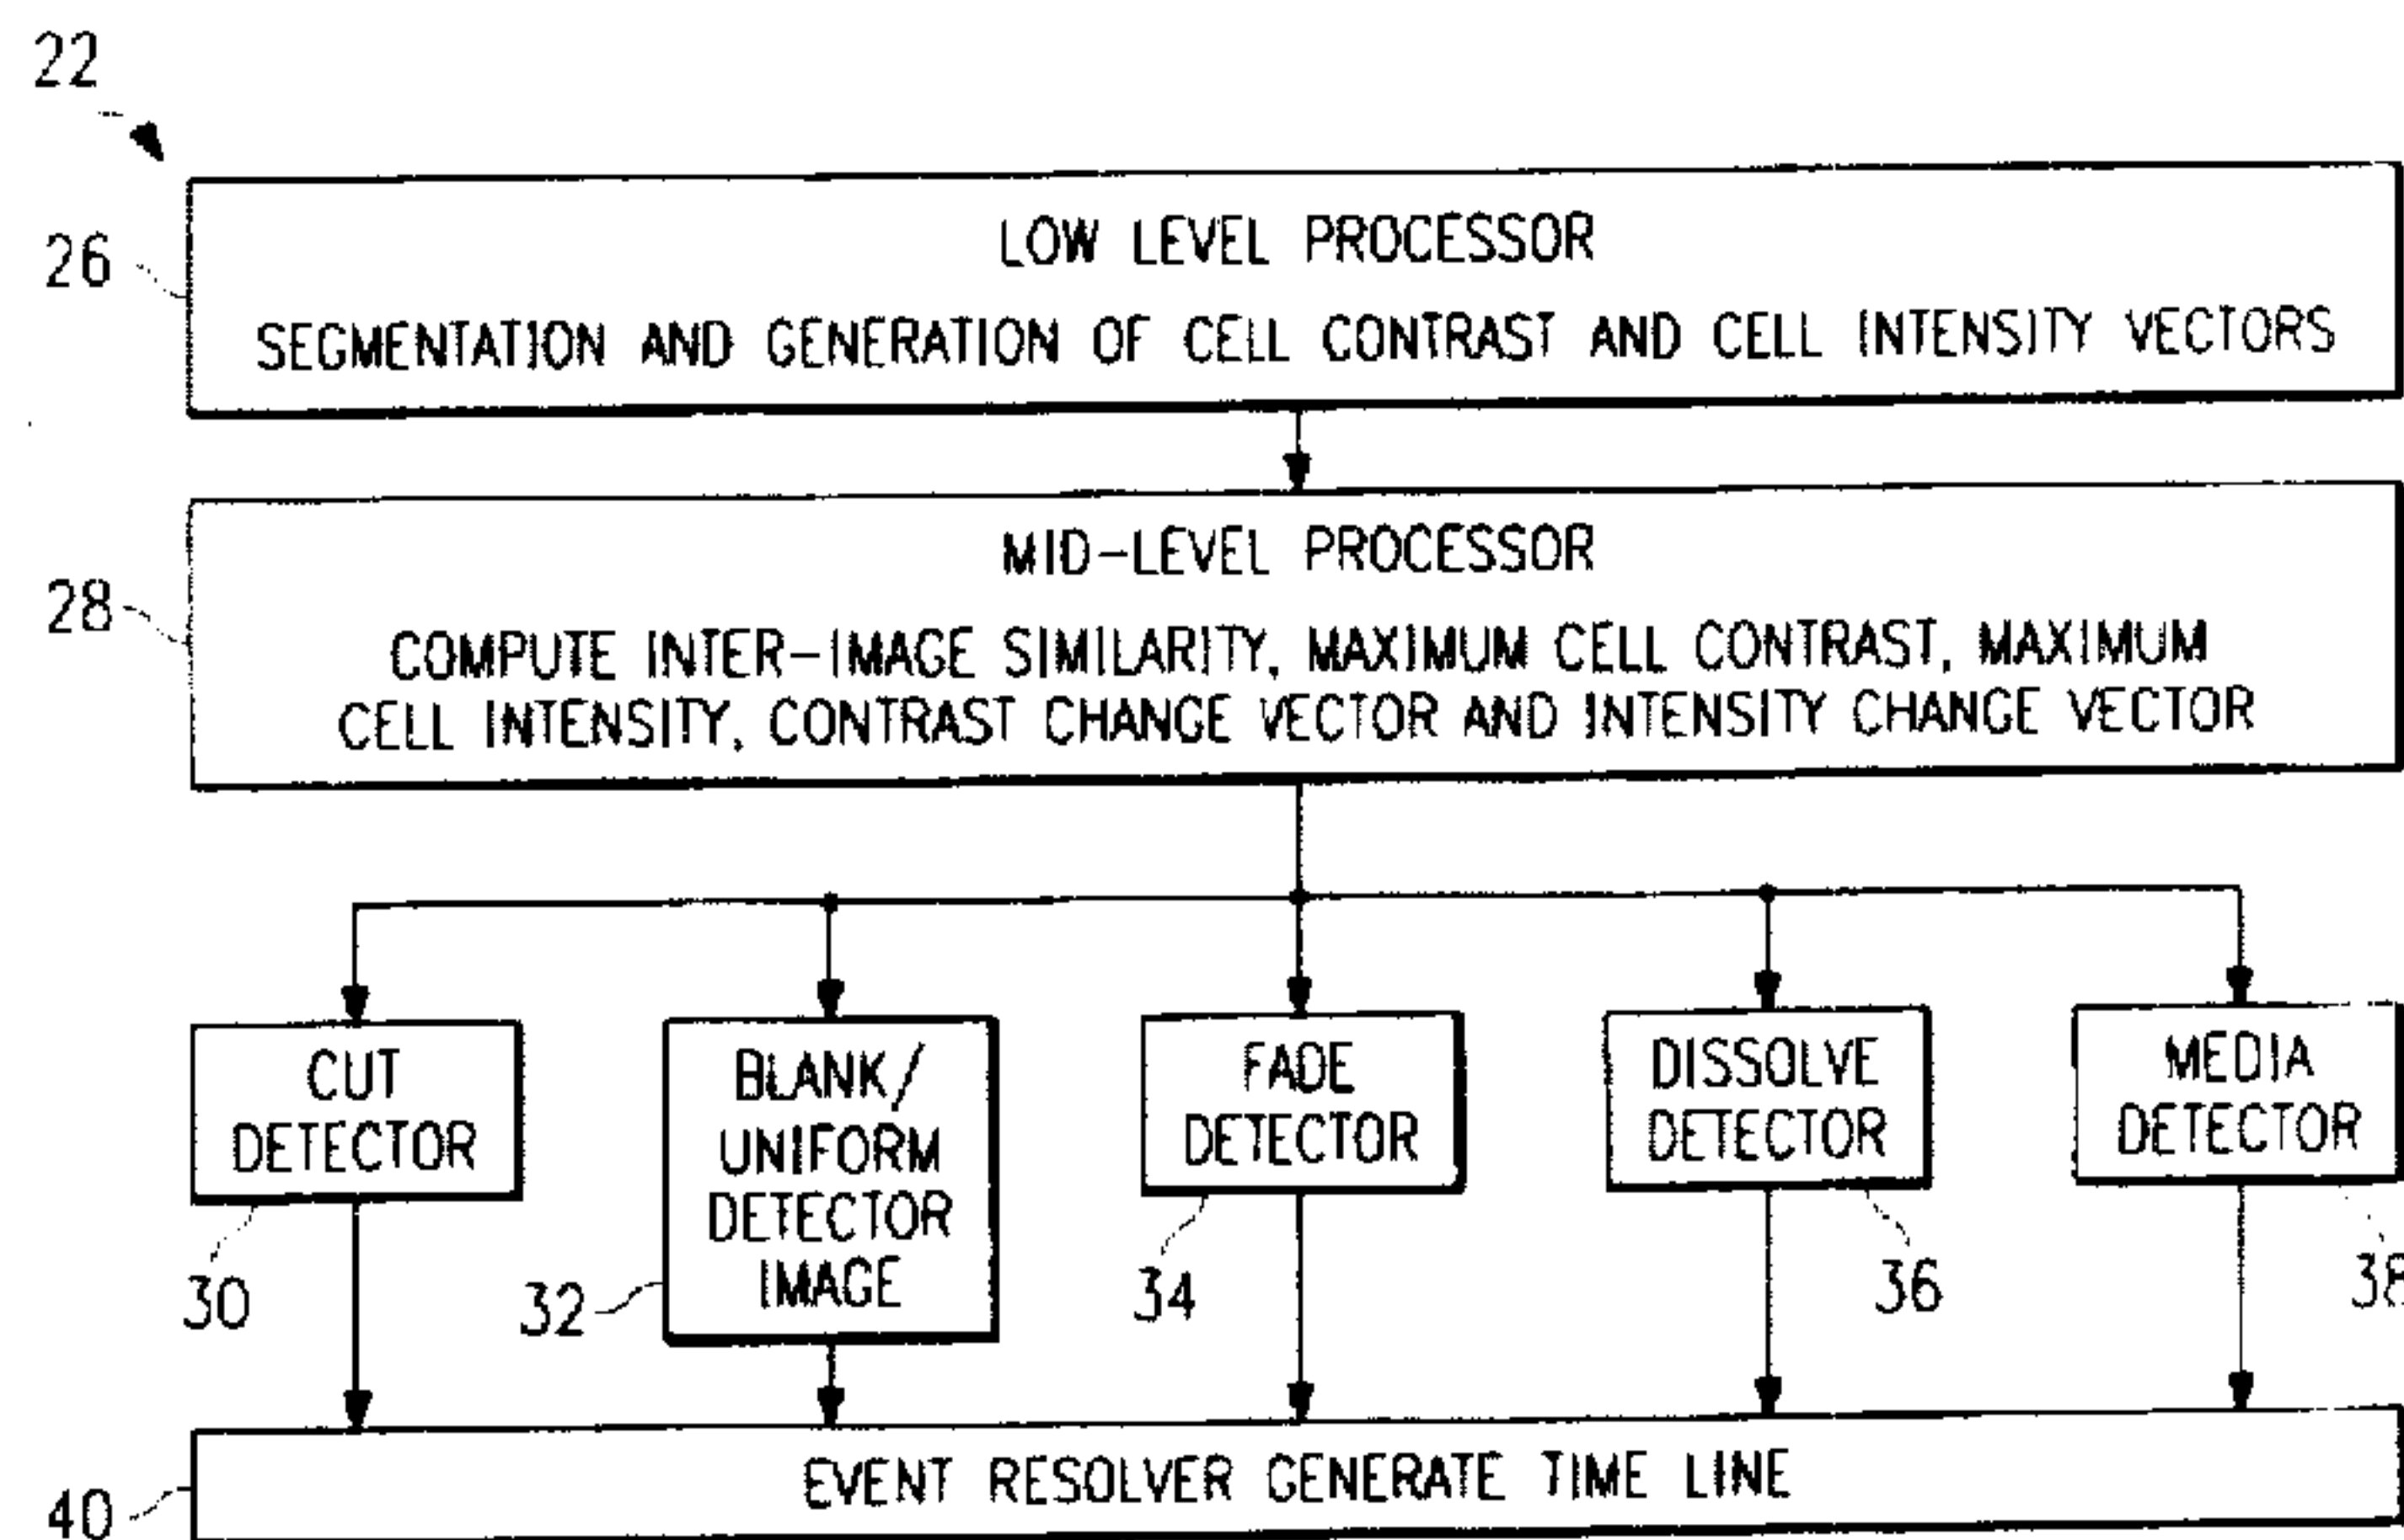 22
LOW LEVEL PROCESSOR
26
SEGMENTATION AND GENERATION OF CELL CONTRAST AND CELL INTENSITY VECTORS
MID-LEVEL PROCESSOR
28
COMPUTE INTER-IMAGE SIMILARITY, MAXIMUM CELL CONTRAST, MAXIMUM
CELL INTENSITY, CONTRAST CHANGE VECTOR AND INTENSITY CHANGE VECTOR
CUT
DETECTOR
30
BLANK/
UNIFORM
DETECTOR
IMAGE
32
FADE
DETECTOR
34
DISSOLVE
DETECTOR
36
MEDIA
DETECTOR
38
EVENT RESOLVER GENERATE TIME LINE
40